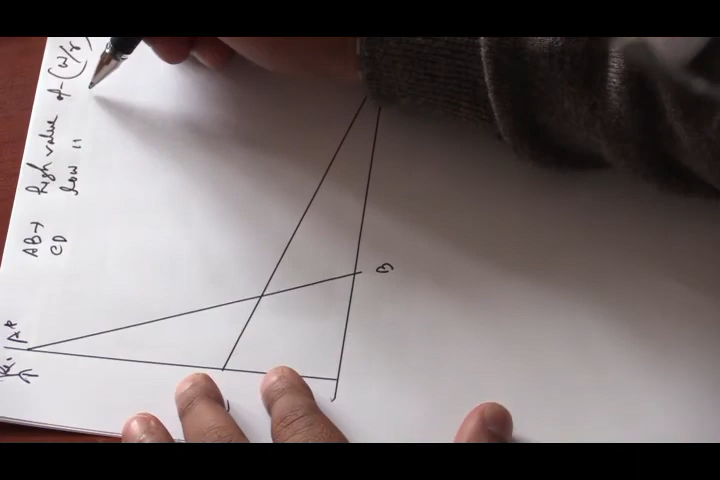 AB→ high value of (w/r)
CD low "
A
B